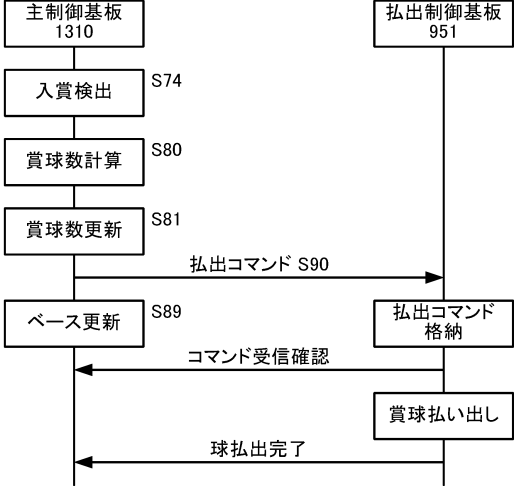 主制御基板
1310
払出制御基板
951
入賞検出
S74
賞球数計算
S80
賞球数更新
S81
払出コマンド S90
ベース更新
S89
払出コマンド
格納
コマンド受信確認
賞球払い出し
球払出完了